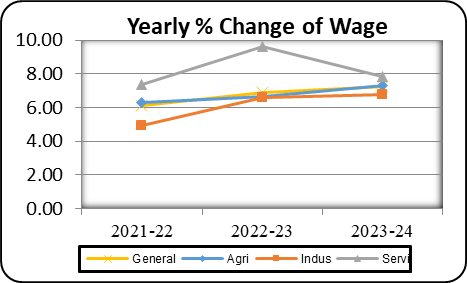 Yearly % Change of Wage
10.00
8.00
6.00
4.00
2.00
0.00
2021-22 2022-23 2023-24
General Agri Indus Servi